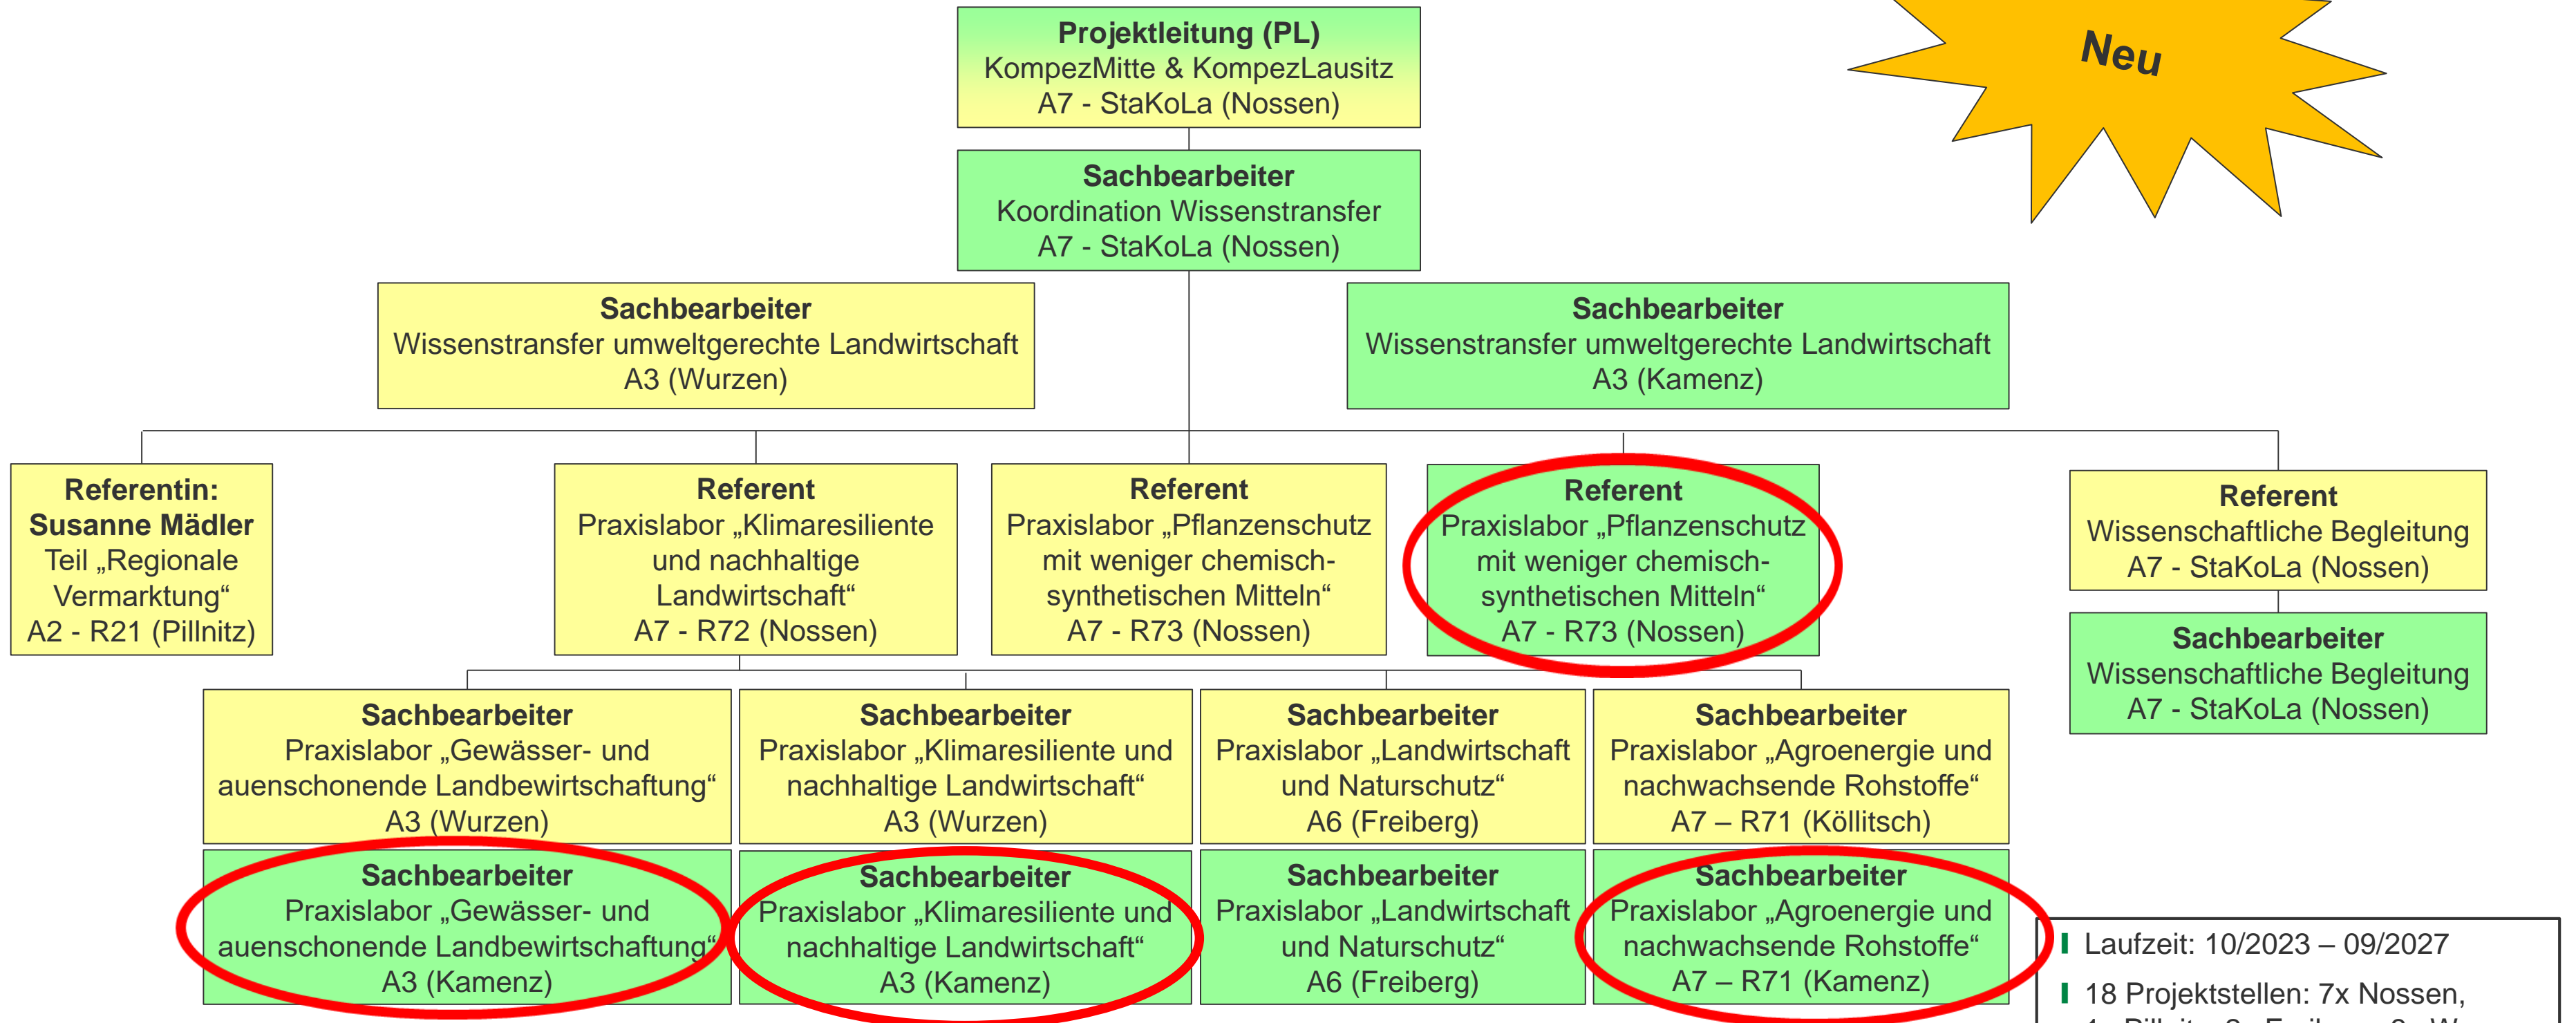 Projektleitung (PL)
KompezMitte & KompezLausitz
A7 - StaKoLa (Nossen)
Neu
Sachbearbeiter
Koordination Wissenstransfer
A7 - StaKoLa (Nossen)
Sachbearbeiter
Wissenstransfer umweltgerechte Landwirtschaft
A3 (Wurzen)
Sachbearbeiter
Wissenstransfer umweltgerechte Landwirtschaft
A3 (Kamenz)
Referentin:
Susanne Mädler
Teil „Regionale
Vermarktung“
A2 - R21 (Pillnitz)
Referent
Praxislabor „Klimaresiliente
und nachhaltige
Landwirtschaft“
A7 - R72 (Nossen)
Referent
Praxislabor „Pflanzenschutz
mit weniger chemisch-
synthetischen Mitteln“
A7 - R73 (Nossen)
Referent
Praxislabor „Pflanzenschutz
mit weniger chemisch-
synthetischen Mitteln“
A7 - R73 (Nossen)
Referent
Wissenschaftliche Begleitung
A7 - StaKoLa (Nossen)
Sachbearbeiter
Wissenschaftliche Begleitung
A7 - StaKoLa (Nossen)
Sachbearbeiter
Praxislabor „Gewässer- und
auenschonende Landbewirtschaftung“
A3 (Wurzen)
Sachbearbeiter
Praxislabor „Klimaresiliente und
nachhaltige Landwirtschaft“
A3 (Wurzen)
Sachbearbeiter
Praxislabor „Landwirtschaft
und Naturschutz“
A6 (Freiberg)
Sachbearbeiter
Praxislabor „Agroenergie und
nachwachsende Rohstoffe“
A7 – R71 (Köllitsch)
Sachbearbeiter
Praxislabor „Gewässer- und
auenschonende Landbewirtschaftung“
A3 (Kamenz)
Sachbearbeiter
Praxislabor „Klimaresiliente und
nachhaltige Landwirtschaft“
A3 (Kamenz)
Sachbearbeiter
Praxislabor „Landwirtschaft
und Naturschutz“
A6 (Freiberg)
Sachbearbeiter
Praxislabor „Agroenergie und
nachwachsende Rohstoffe“
A7 – R71 (Kamenz)
Laufzeit: 10/2023 – 09/2027
18 Projektstellen: 7x Nossen,